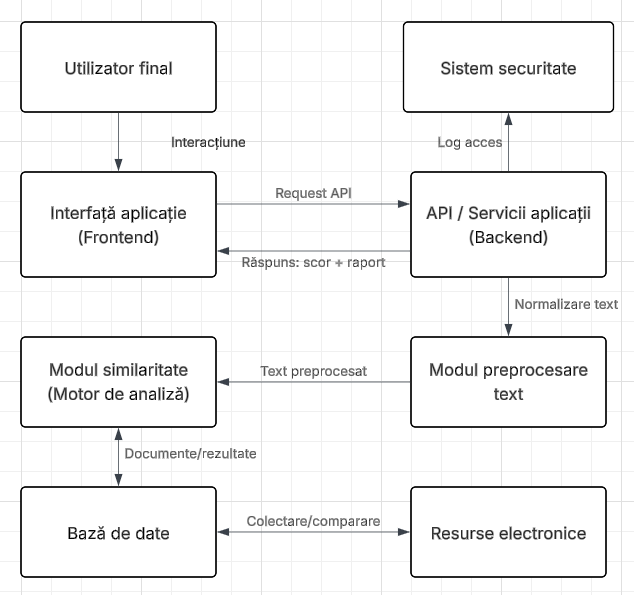 Utilizator final
Sistem securitate
Interacțiune
Log acces
Interfață aplicație
(Frontend)
Request API
API / Servicii aplicații
(Backend)
Răspuns: scor + raport
Normalizare text
Modul similaritate
(Motor de analiză)
Text preprocesat
Modul preprocesare
text
Documente/rezultate
Bază de date
Colectare/comparare
Resurse electronice